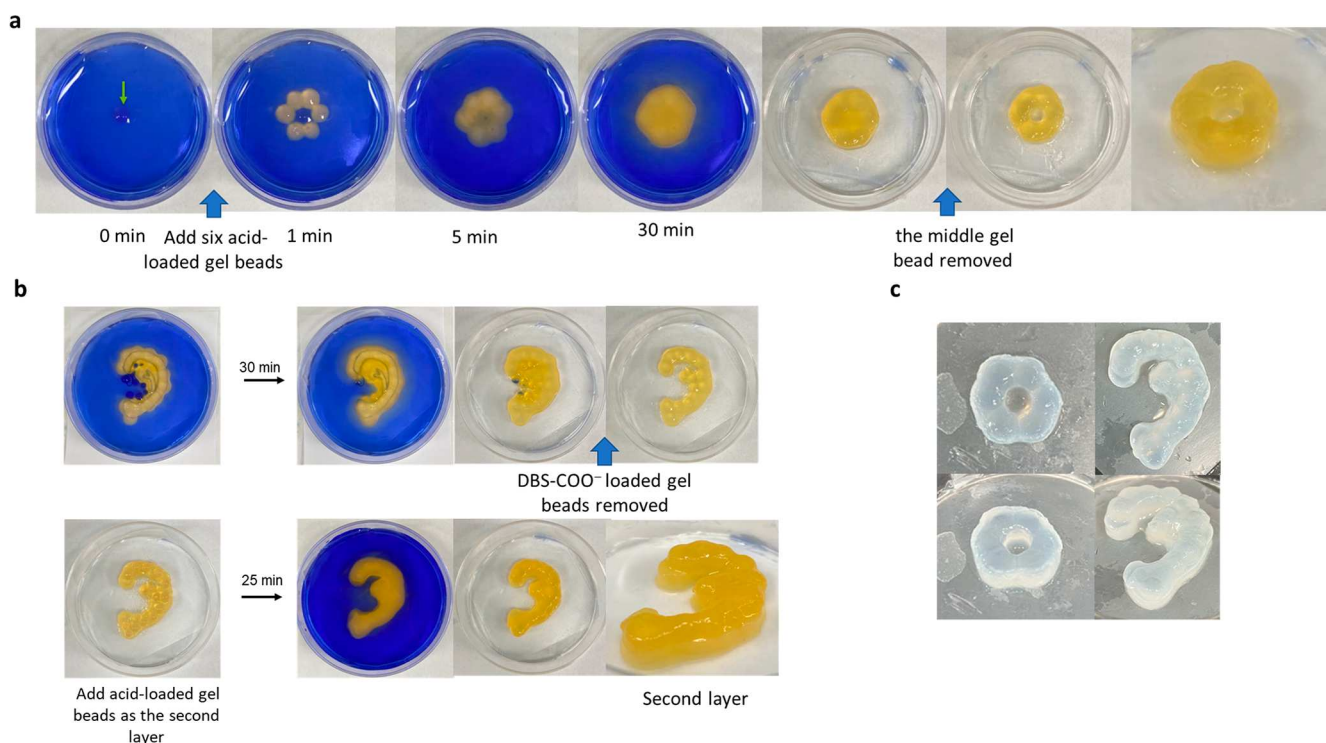 a
0 min
Add six acid-
loaded gel beads
1 min
5 min
30 min
the middle gel
bead removed
b
c
30 min
DBS-COO⁻ loaded gel
beads removed
25 min
Add acid-loaded gel
beads as the second
layer
Second layer